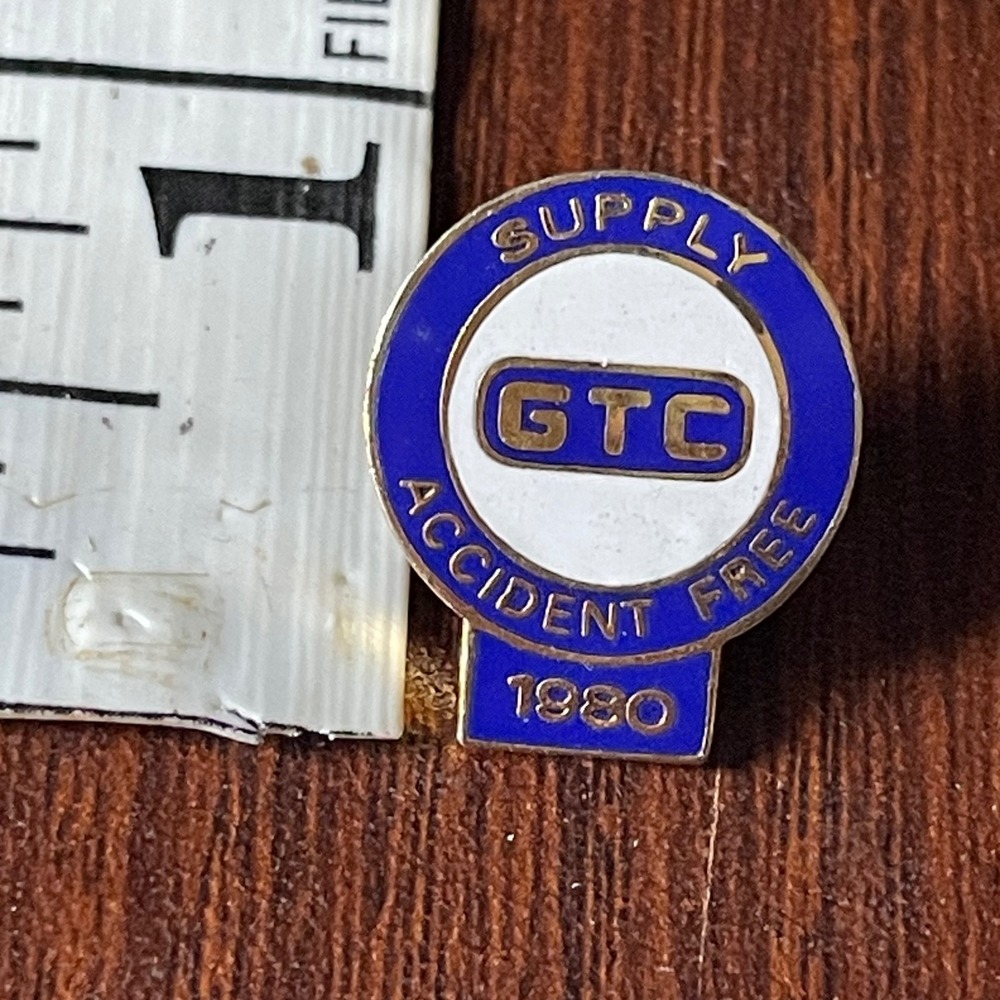 1
SUPPLY
GTC
ACCIDENT FREE
1980